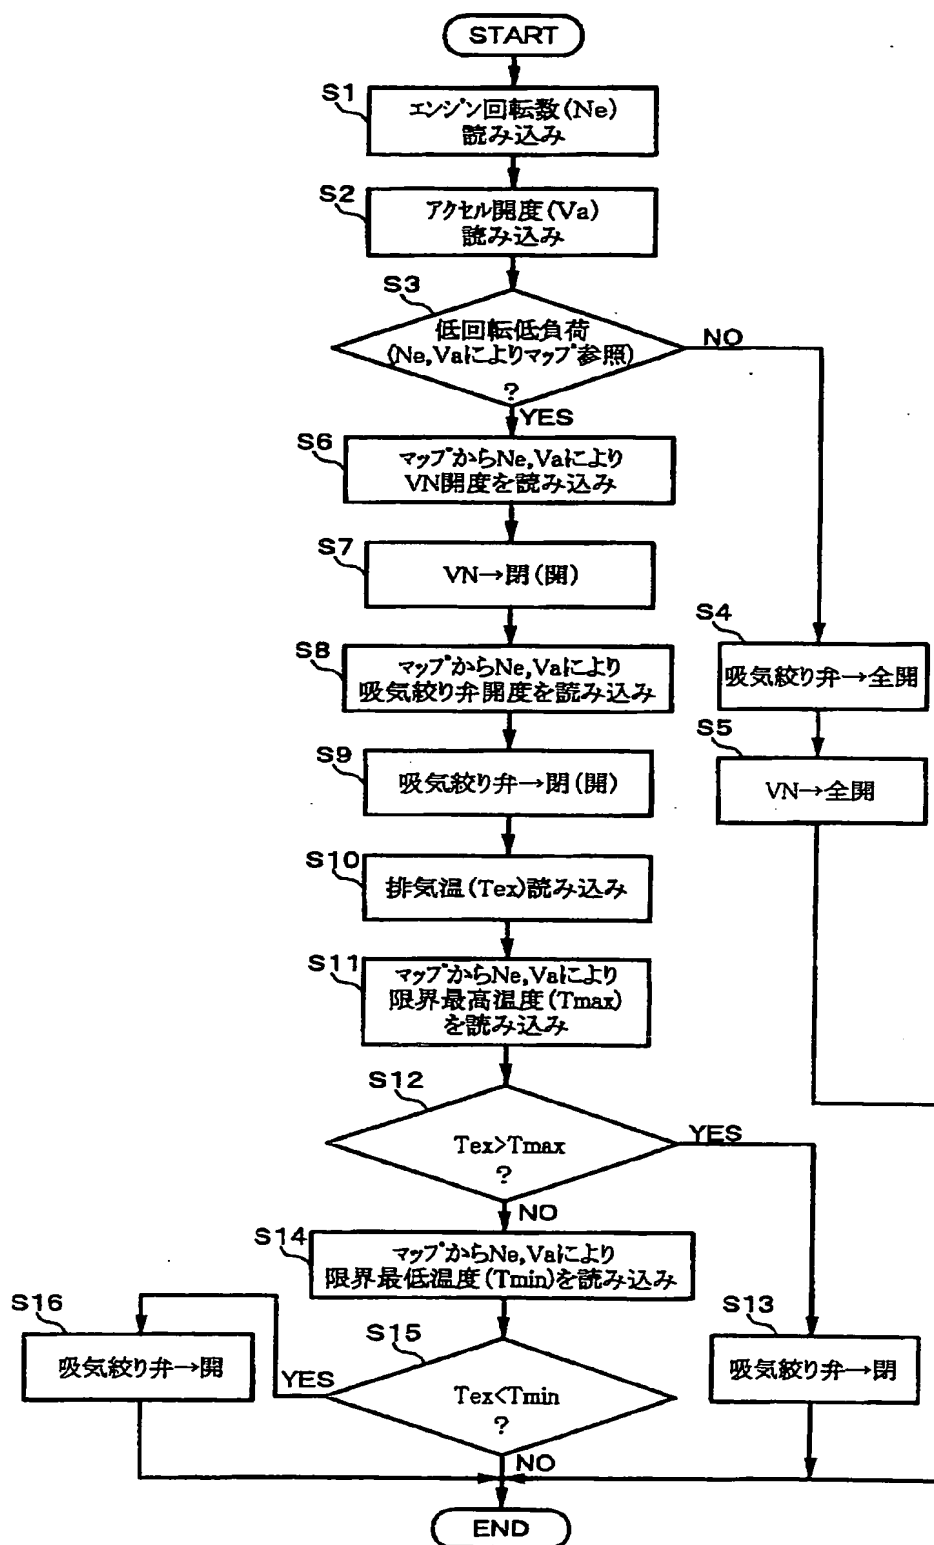 START
S1
エンジン回転数(Ne)
読み込み
S2
アクセル開度(Va)
読み込み
S3
低回転低負荷
(Ne,Vaによりマップ参照)
?
NO
YES
S6
マップからNe,Vaにより
VN開度を読み込み
S7
VN→閉(開)
S4
吸気絞り弁→全開
S8
マップからNe,Vaにより
吸気絞り弁開度を読み込み
S5
VN→全開
S9
吸気絞り弁→閉(開)
S10
排気温(Tex)読み込み
S11
マップからNe,Vaにより
限界最高温度(Tmax)
を読み込み
S12
Tex>Tmax
?
YES
NO
S14
マップからNe,Vaにより
限界最低温度(Tmin)を読み込み
S16
吸気絞り弁→開
S15
Tex<Tmin
?
YES
NO
S13
吸気絞り弁→閉
END